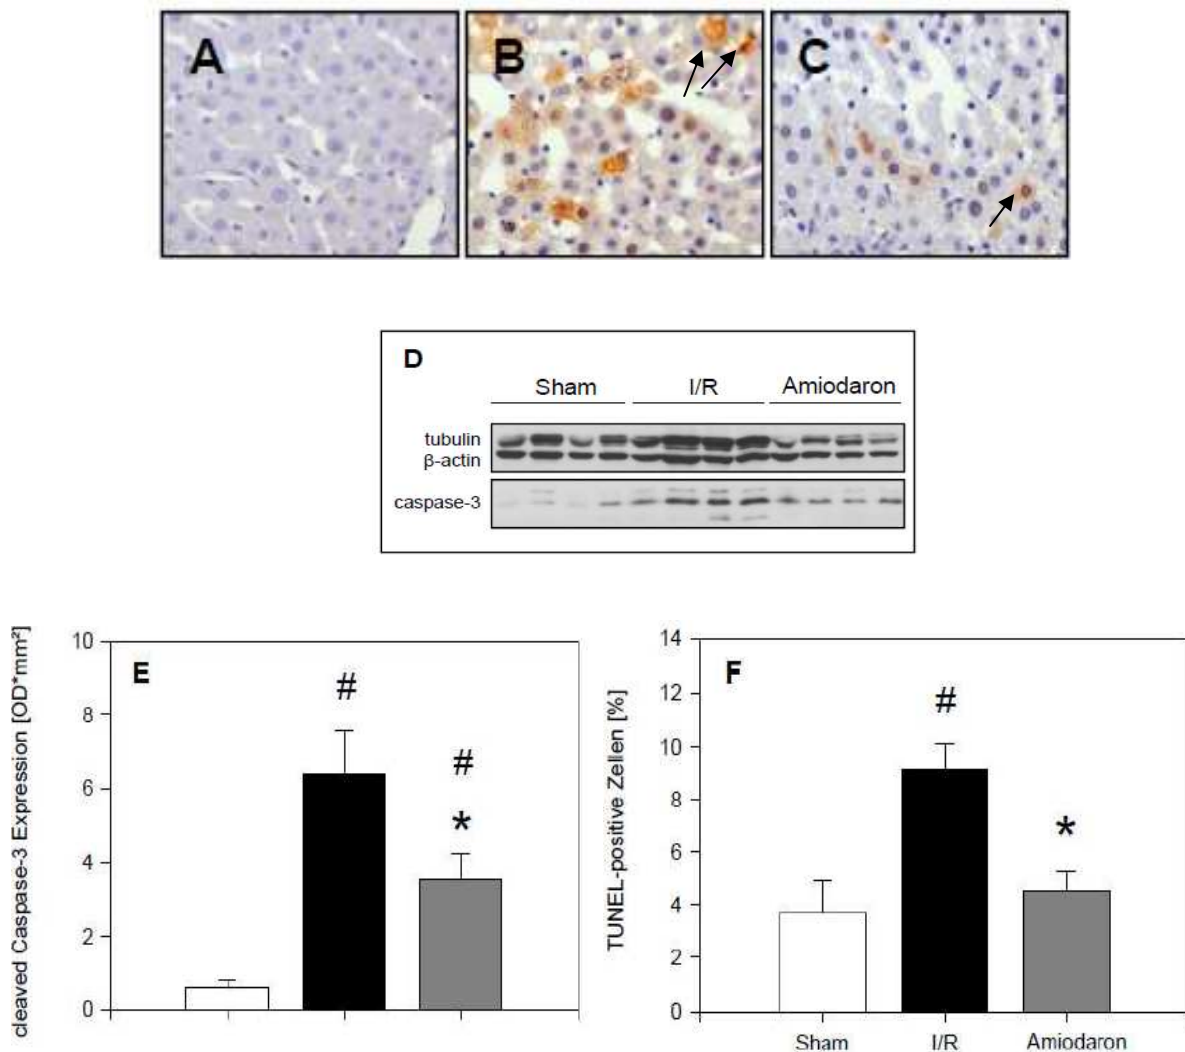 A B C
D
Sham I/R Amiodaron
tubulin
β-actin
caspase-3
E
cleaved Caspase-3 Expression [OD*mm²]
10
8
6
4
2
0
#
#
*
F
TUNEL-positive Zellen [%]
14
12
10
8
6
4
2
0
#
*
Sham I/R Amiodaron